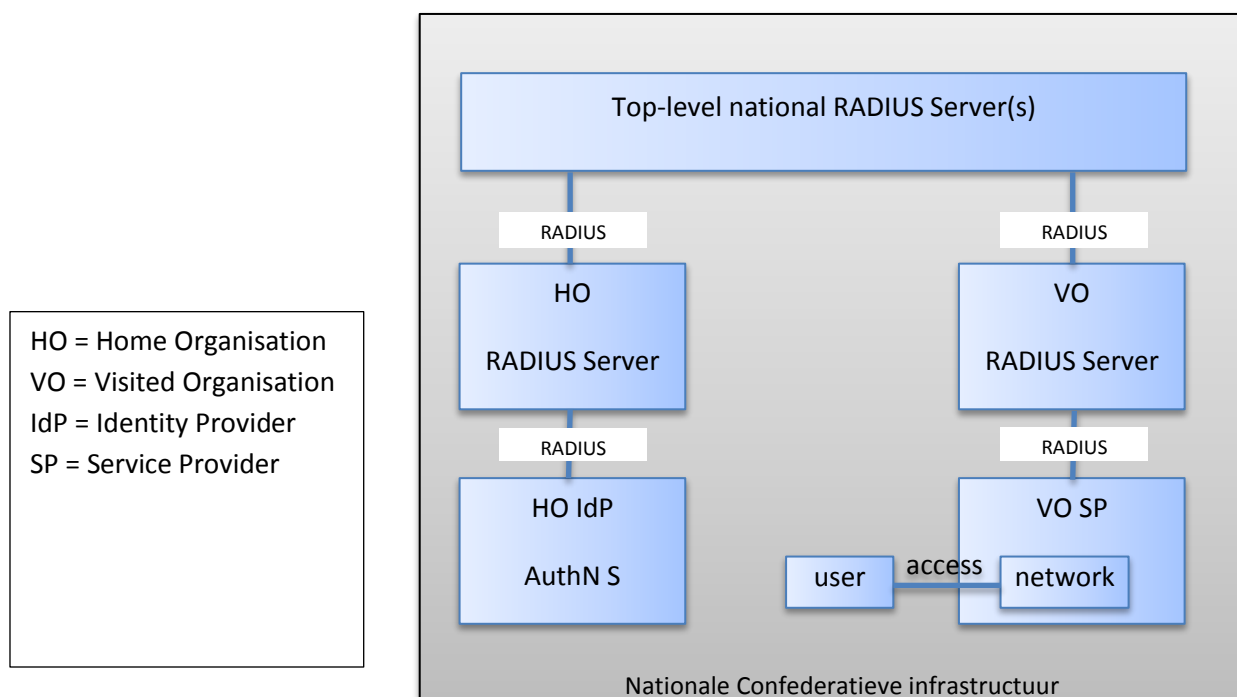 Top-level national RADIUS Server(s)
RADIUS
RADIUS
HO
RADIUS Server
VO
RADIUS Server
HO = Home Organisation
VO = Visited Organisation
IdP = Identity Provider
SP = Service Provider
RADIUS
RADIUS
HO IdP
AuthN S
VO SP
user
access
network
Nationale Confederatieve infrastructuur